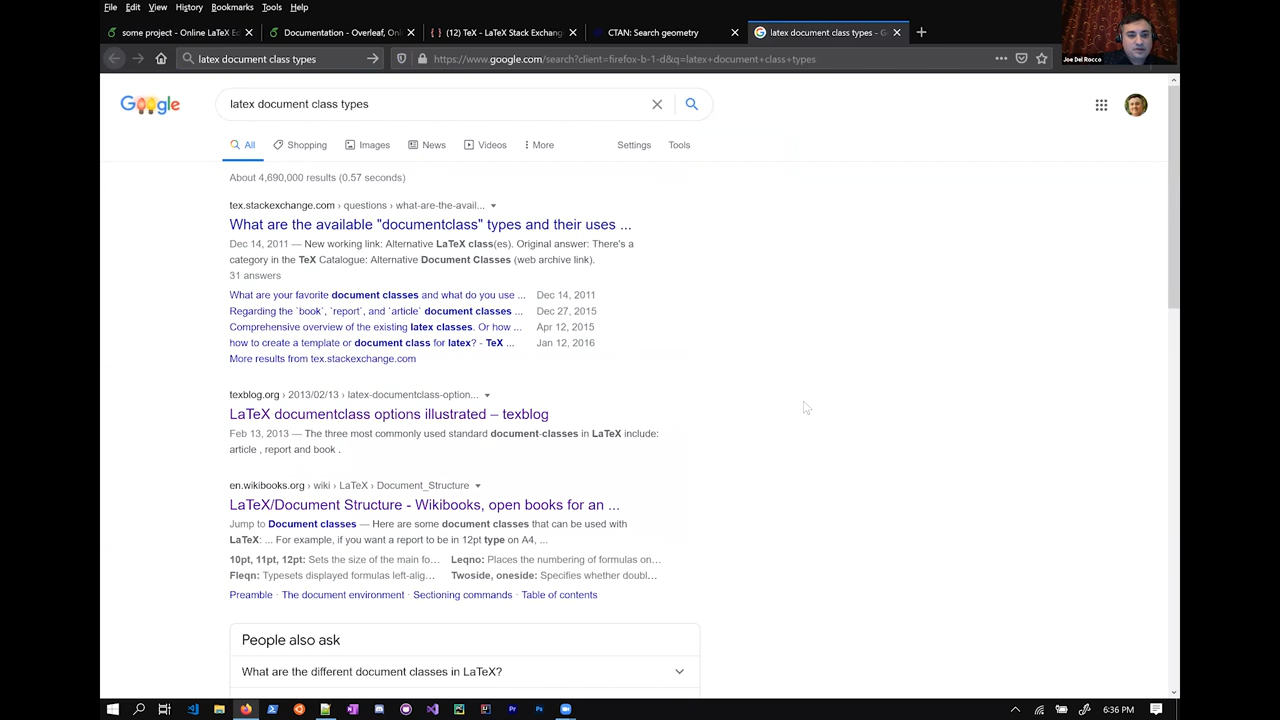 File Edit View History Bookmarks Tools Help
some project - Online LaTeX Ed
Documentation - Overleaf, Onli
(12) TeX - LaTeX Stack Exchang
CTAN: Search geometry
latex document class types - G
latex document class types
https://www.google.com/search?client=firefox-b-1-d&q=latex+document+class+types
Joe Del Rocco
Google
latex document class types
All Shopping Images News Videos More Settings Tools
About 4,690,000 results (0.57 seconds)
tex.stackexchange.com › questions › what-are-the-avail...
What are the available "documentclass" types and their uses ...
Dec 14, 2011 — New working link: Alternative LaTeX class(es). Original answer: There's a
category in the TeX Catalogue: Alternative Document Classes (web archive link).
31 answers
What are your favorite document classes and what do you use ... Dec 14, 2011
Regarding the `book`, `report`, and `article` document classes ... Dec 27, 2015
Comprehensive overview of the existing latex classes. Or how ... Apr 12, 2015
how to create a template or document class for latex? - TeX ... Jan 12, 2016
More results from tex.stackexchange.com
texblog.org › 2013/02/13 › latex-documentclass-option...
LaTeX documentclass options illustrated – texblog
Feb 13, 2013 — The three most commonly used standard document-classes in LaTeX include:
article , report and book .
en.wikibooks.org › wiki › LaTeX › Document_Structure
LaTeX/Document Structure - Wikibooks, open books for an ...
Jump to Document classes — Here are some document classes that can be used with
LaTeX: ... For example, if you want a report to be in 12pt type on A4, ...
10pt, 11pt, 12pt: Sets the size of the main fo... Leqno: Places the numbering of formulas on...
Fleqn: Typesets displayed formulas left-alig... Twoside, oneside: Specifies whether doubl...
Preamble · The document environment · Sectioning commands · Table of contents
People also ask
What are the different document classes in LaTeX?
6:36 PM